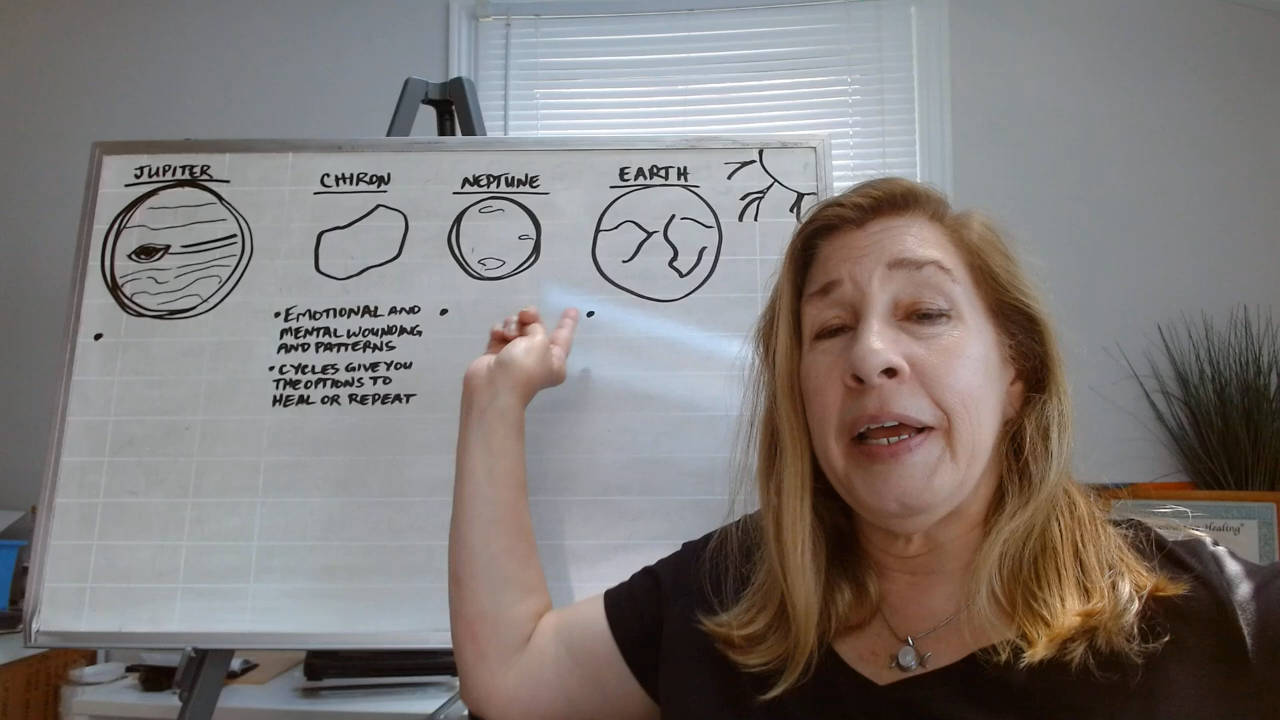 JUPITER
CHIRON
NEPTUNE
EARTH
• EMOTIONAL AND
MENTAL WOUNDING
AND PATTERNS
• CYCLES GIVE YOU
THE OPTIONS TO
HEAL OR REPEAT
Healing"